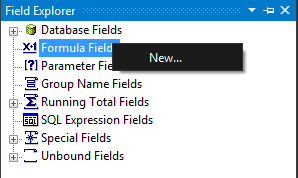 Field Explorer
Database Fields
Formula Field
New...
Parameter Field
Group Name Fields
Running Total Fields
SQL Expression Fields
Special Fields
Unbound Fields